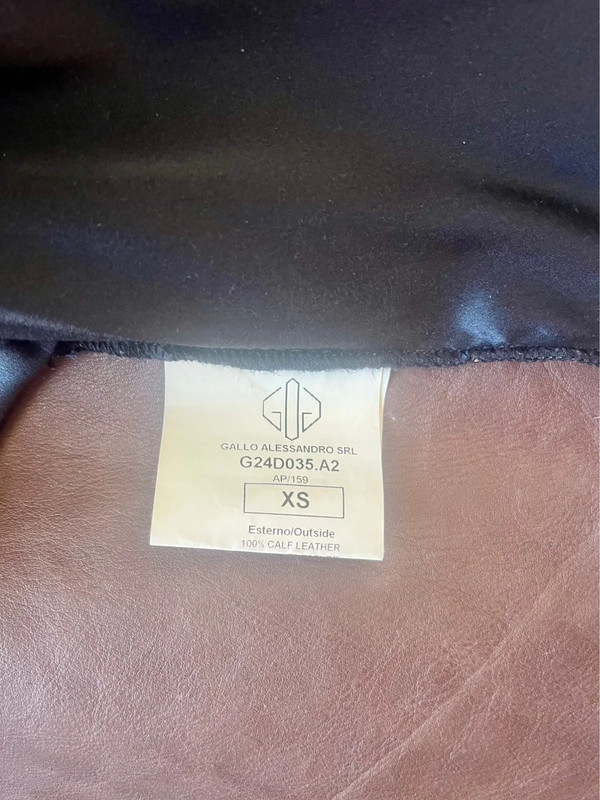 GALLO ALESSANDRO SRL
G24D035.A2
AP/159
XS
Esterno/Outside
100% CALF LEATHER